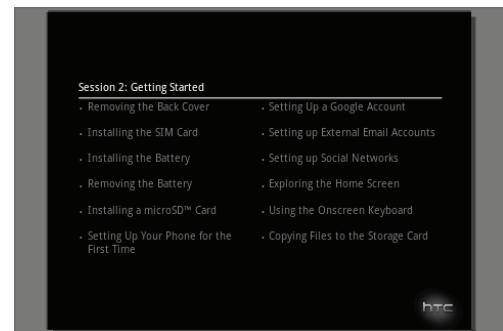 Session 2: Getting Started
Removing the Back Cover
Installing the SIM Card
Installing the Battery
Removing the Battery
Installing a microSD™ Card
Setting Up Your Phone for the
First Time
Setting Up a Google Account
Setting up External Email Accounts
Setting up Social Networks
Exploring the Home Screen
Using the Onscreen Keyboard
Copying Files to the Storage Card
hTC